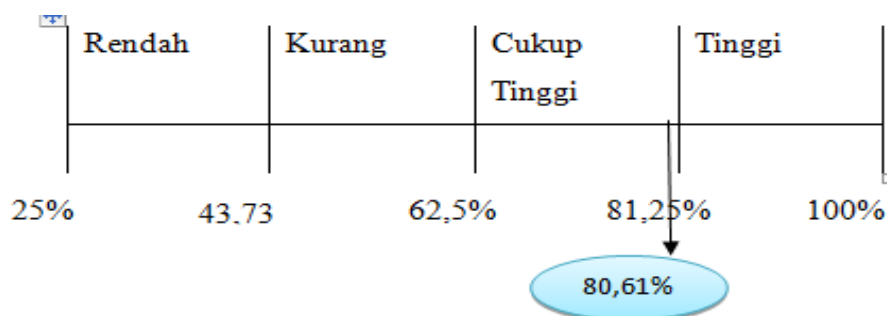 Rendah
Kurang
Cukup
Tinggi
Tinggi
25%
43.73
62,5%
81,25%
100%
80,61%